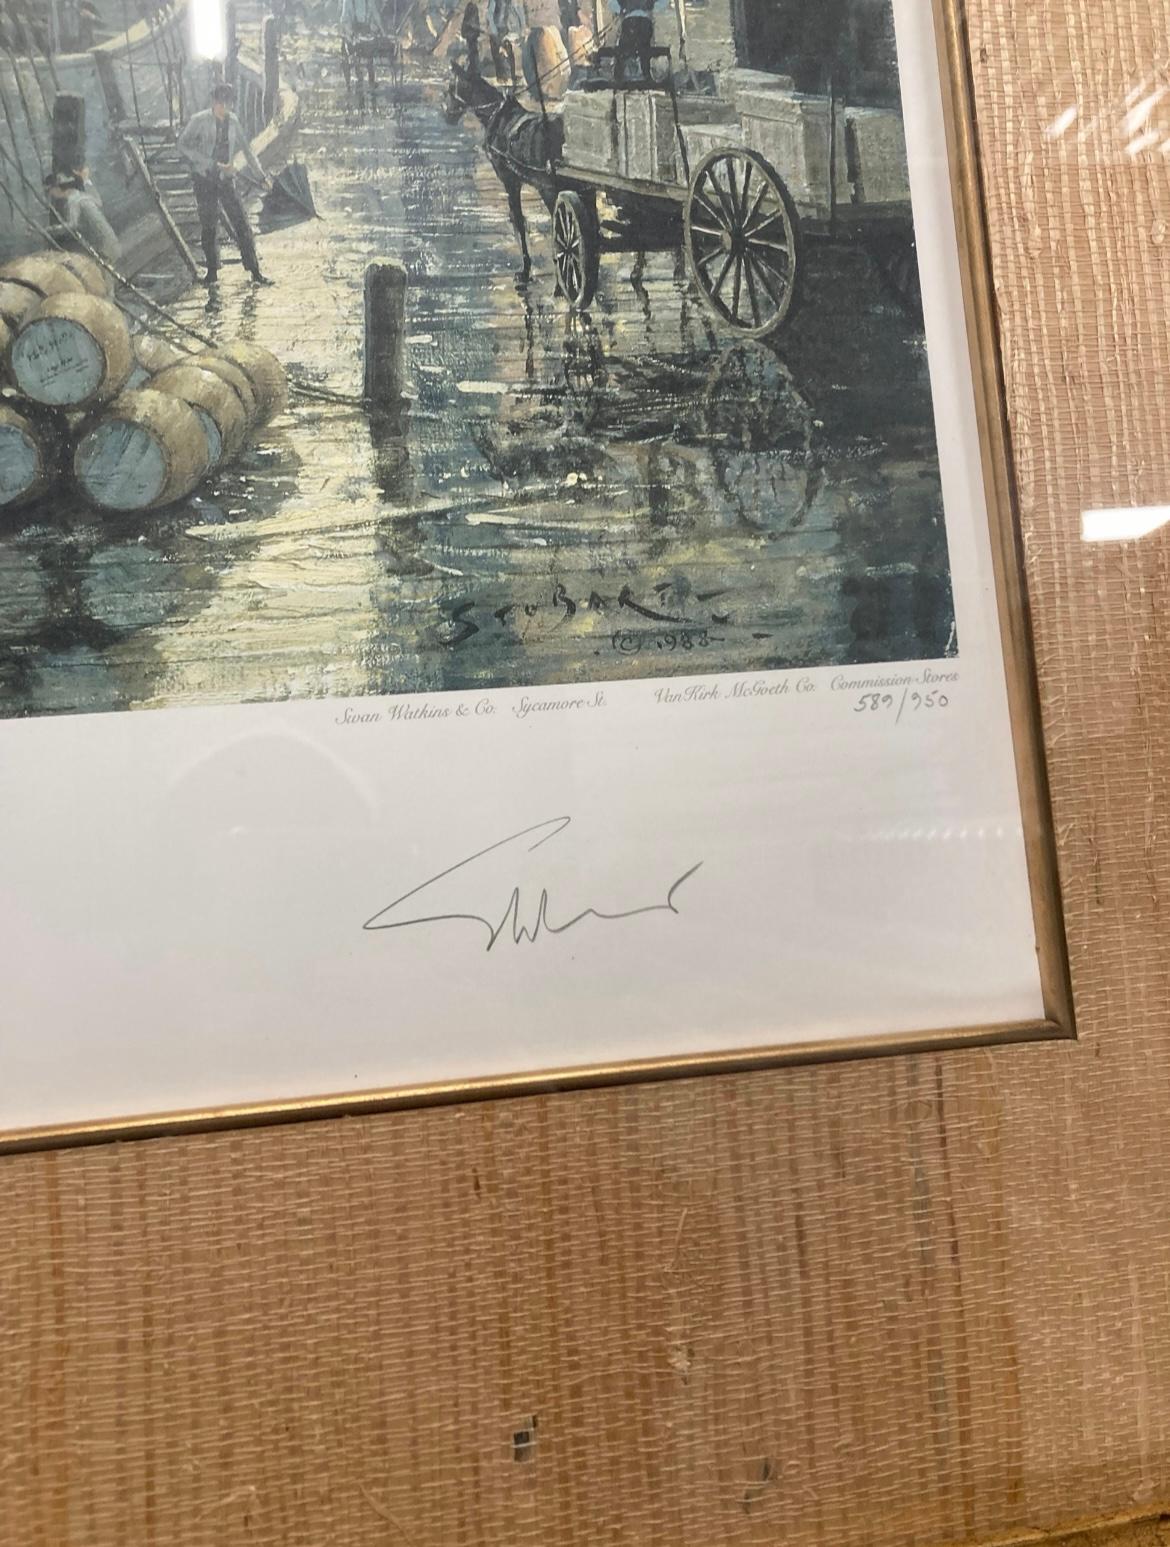 STOBART
© 1988
Swan Watkins & Co. Sycamore St. VanKirk McGoeth Co. Commission Stores
589/950